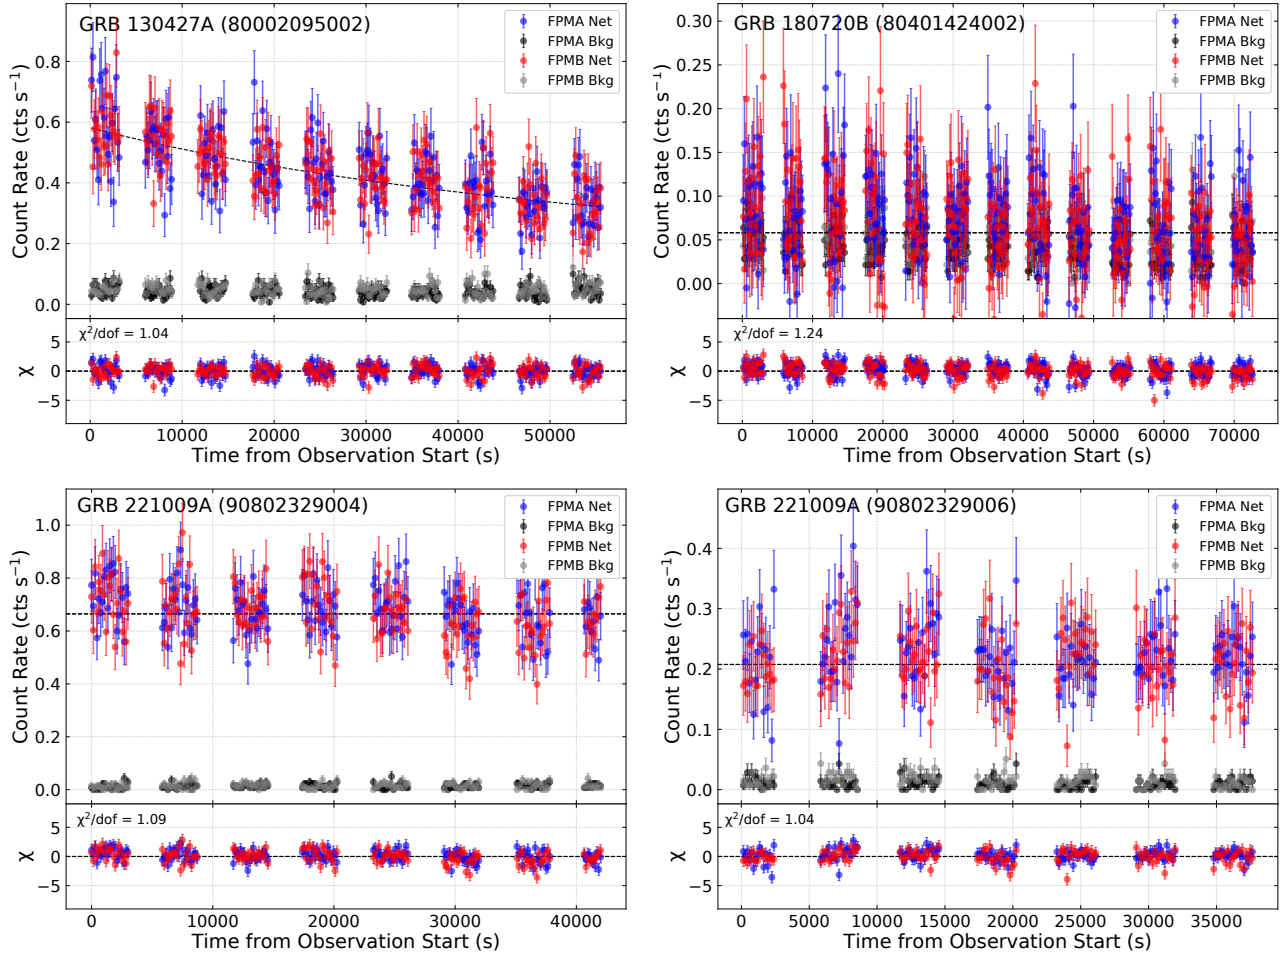 GRB 130427A (80002095002)
FPMA Net
FPMA Bkg
FPMB Net
FPMB Bkg
Count Rate (cts s⁻¹)
0.8
0.6
0.4
0.2
0.0
χ²/dof = 1.04
χ
5
0
−5
0 10000 20000 30000 40000 50000
Time from Observation Start (s)
GRB 180720B (80401424002)
FPMA Net
FPMA Bkg
FPMB Net
FPMB Bkg
Count Rate (cts s⁻¹)
0.30
0.25
0.20
0.15
0.10
0.05
0.00
χ²/dof = 1.24
χ
5
0
−5
0 10000 20000 30000 40000 50000 60000 70000
Time from Observation Start (s)
GRB 221009A (90802329004)
FPMA Net
FPMA Bkg
FPMB Net
FPMB Bkg
Count Rate (cts s⁻¹)
1.0
0.8
0.6
0.4
0.2
0.0
χ²/dof = 1.09
χ
5
0
−5
0 10000 20000 30000 40000
Time from Observation Start (s)
GRB 221009A (90802329006)
FPMA Net
FPMA Bkg
FPMB Net
FPMB Bkg
Count Rate (cts s⁻¹)
0.4
0.3
0.2
0.1
0.0
χ²/dof = 1.04
χ
5
0
−5
0 5000 10000 15000 20000 25000 30000 35000
Time from Observation Start (s)